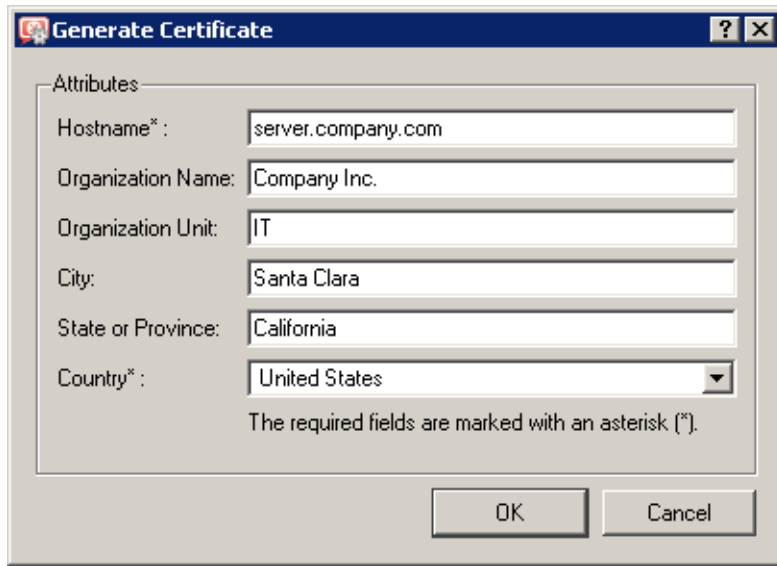 Generate Certificate
Attributes
Hostname* : server.company.com
Organization Name: Company Inc.
Organization Unit: IT
City: Santa Clara
State or Province: California
Country* : United States
The required fields are marked with an asterisk (*).
OK Cancel